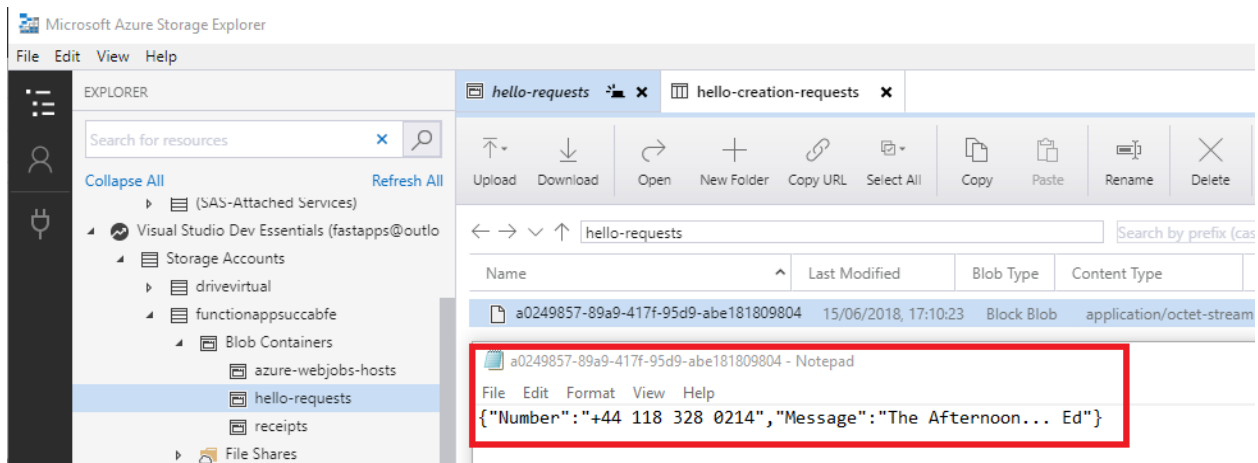 Microsoft Azure Storage Explorer
File Edit View Help
EXPLORER
Search for resources
Collapse All Refresh All
(SAS-Attached Services)
Visual Studio Dev Essentials (fastapps@outlo
Storage Accounts
drivevirtual
functionappsuccabfe
Blob Containers
azure-webjobs-hosts
hello-requests
receipts
File Shares
hello-requests hello-creation-requests
Upload Download Open New Folder Copy URL Select All Copy Paste Rename Delete
hello-requests Search by prefix (cas
Name Last Modified Blob Type Content Type
a0249857-89a9-417f-95d9-abe181809804 15/06/2018, 17:10:23 Block Blob application/octet-stream
a0249857-89a9-417f-95d9-abe181809804 - Notepad
File Edit Format View Help
{"Number":"+44 118 328 0214","Message":"The Afternoon... Ed"}